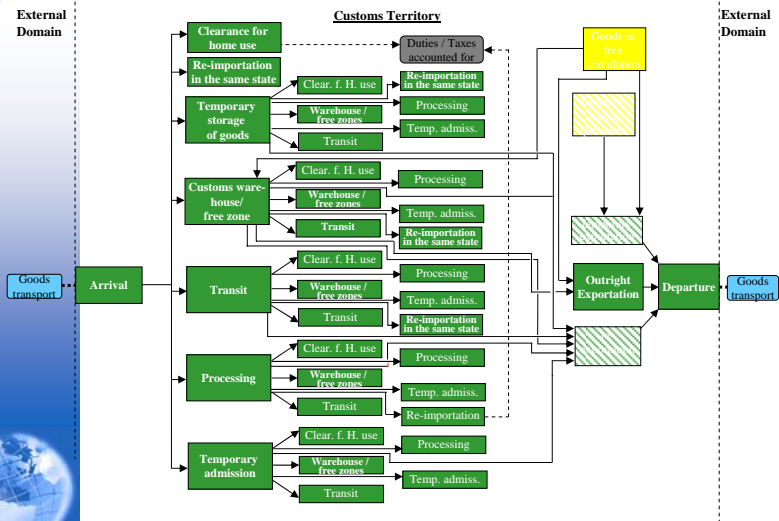 External
Domain
Customs Territory
External
Domain
Clearance for
home use
Duties / Taxes
accounted for
Goods in
free
circulation
Re-importation
in the same state
Clear. f. H. use
Re-importation
in the same state
Temporary
storage
of goods
Processing
Warehouse /
free zones
Temp. admiss.
Transit
Clear. f. H. use
Processing
Customs ware-
house/
free zone
Warehouse /
free zones
Temp. admiss.
Transit
Re-importation
in the same state
Clear. f. H. use
Processing
Goods
transport
Arrival
Transit
Warehouse /
free zones
Temp. admiss.
Outright
Exportation
Departure
Goods
transport
Transit
Re-importation
in the same state
Clear. f. H. use
Processing
Processing
Warehouse /
free zones
Temp. admiss.
Transit
Re-importation
Clear. f. H. use
Processing
Temporary
admission
Warehouse /
free zones
Temp. admiss.
Transit